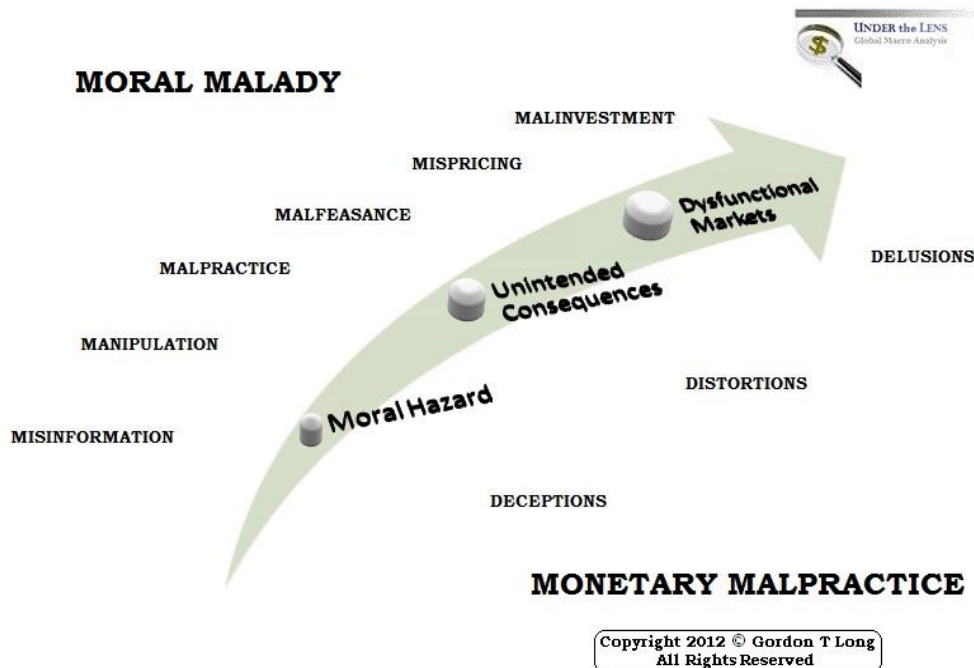 UNDER the LENS
Global Macro Analysis
MORAL MALADY
MALINVESTMENT
MISPRICING
Dysfunctional
Markets
MALFEASANCE
DELUSIONS
MALPRACTICE
Unintended
Consequences
MANIPULATION
DISTORTIONS
Moral Hazard
MISINFORMATION
DECEPTIONS
MONETARY MALPRACTICE
Copyright 2012 © Gordon T Long
All Rights Reserved